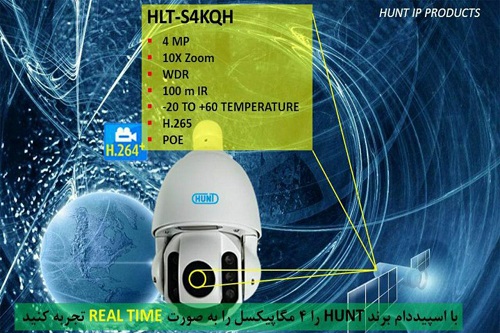 HUNT IP PRODUCTS
HLT-S4KQH
4 MP
10X Zoom
WDR
100 m IR
-20 TO +60 TEMPERATURE
H.265
POE
H.264+
HUNT
با اسپیددام برند HUNT را ۴ مگاپیکسل را به صورت REAL TIME تجربه کنید